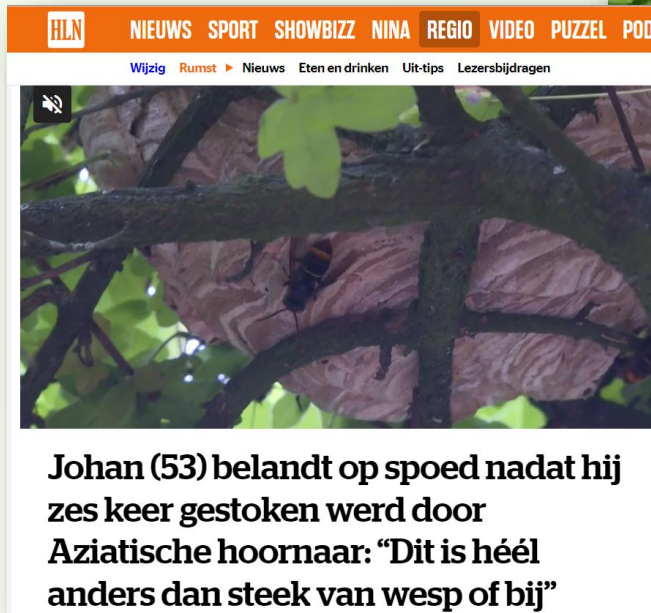 HLN NIEUWS SPORT SHOWBIZZ NINA REGIO VIDEO PUZZEL
Wijzig Rumst ▶ Nieuws Eten en drinken Uit-tips Lezersbijdragen
Johan (53) belandt op spoed nadat hij
zes keer gestoken werd door
Aziatische hoornaar: “Dit is héél
anders dan steek van wesp of bij”